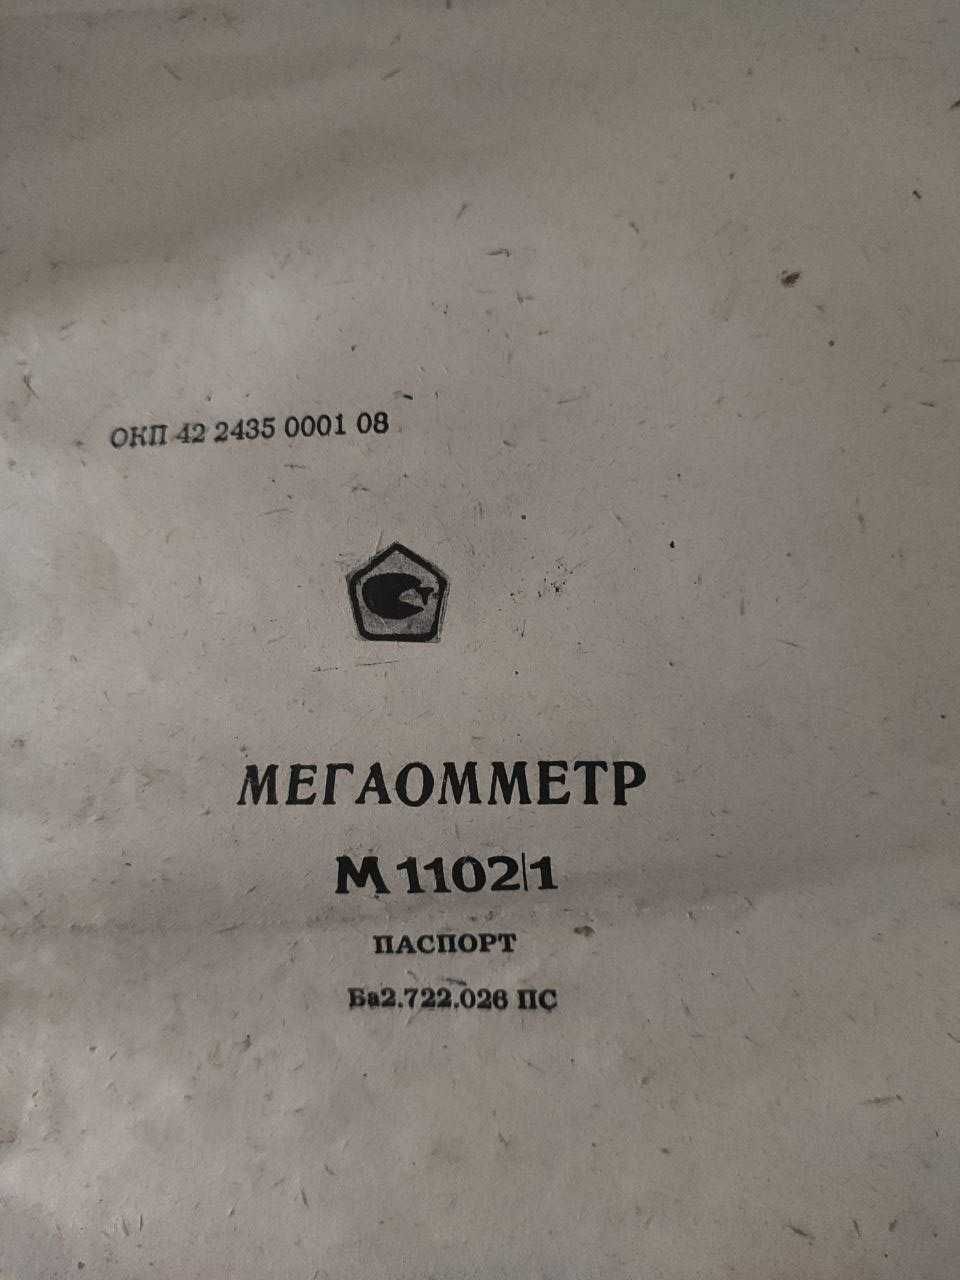 ОКП 42 2435 0001 08
МЕГАОММЕТР
М 1102/1
ПАСПОРТ
Ба2.722.026 ПС